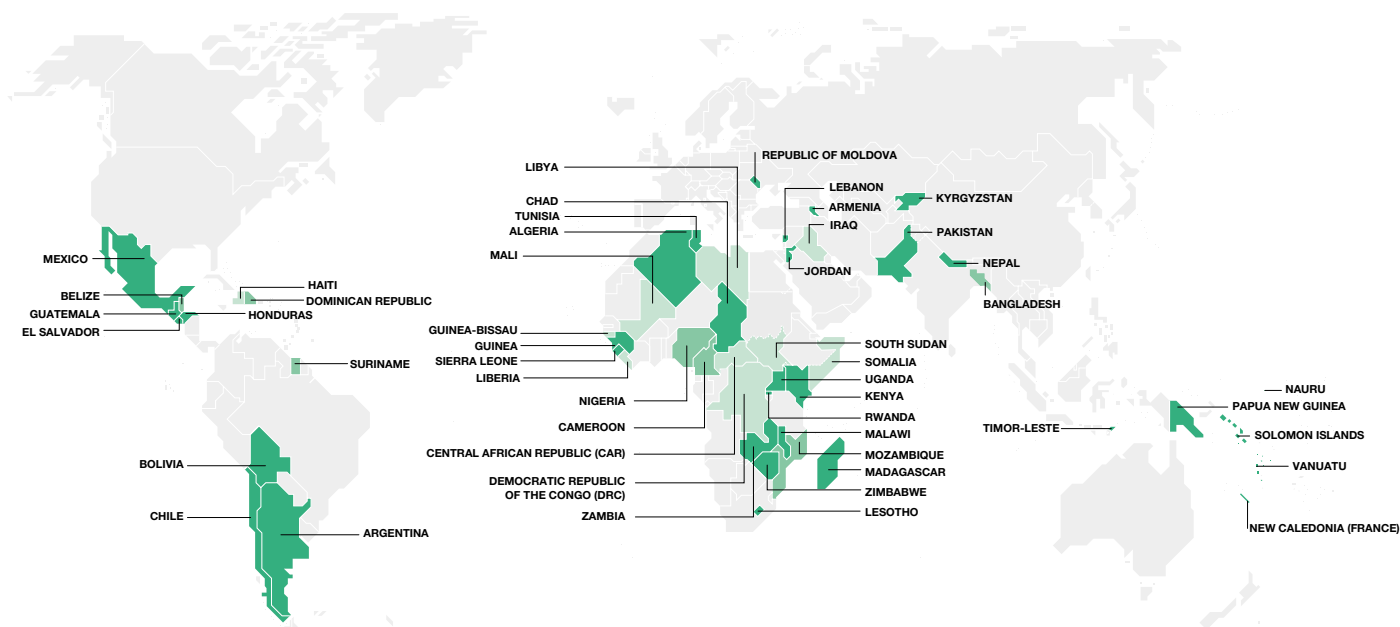 MEXICO
BELIZE
GUATEMALA
EL SALVADOR
HAITI
DOMINICAN REPUBLIC
HONDURAS
SURINAME
BOLIVIA
CHILE
ARGENTINA
LIBYA
CHAD
TUNISIA
ALGERIA
MALI
GUINEA-BISSAU
GUINEA
SIERRA LEONE
LIBERIA
NIGERIA
CAMEROON
CENTRAL AFRICAN REPUBLIC (CAR)
DEMOCRATIC REPUBLIC
OF THE CONGO (DRC)
ZAMBIA
REPUBLIC OF MOLDOVA
LEBANON
ARMENIA
IRAQ
JORDAN
KYRGYZSTAN
PAKISTAN
NEPAL
BANGLADESH
SOUTH SUDAN
SOMALIA
UGANDA
KENYA
RWANDA
MALAWI
MOZAMBIQUE
MADAGASCAR
ZIMBABWE
LESOTHO
TIMOR-LESTE
NAURU
PAPUA NEW GUINEA
SOLOMON ISLANDS
VANUATU
NEW CALEDONIA (FRANCE)